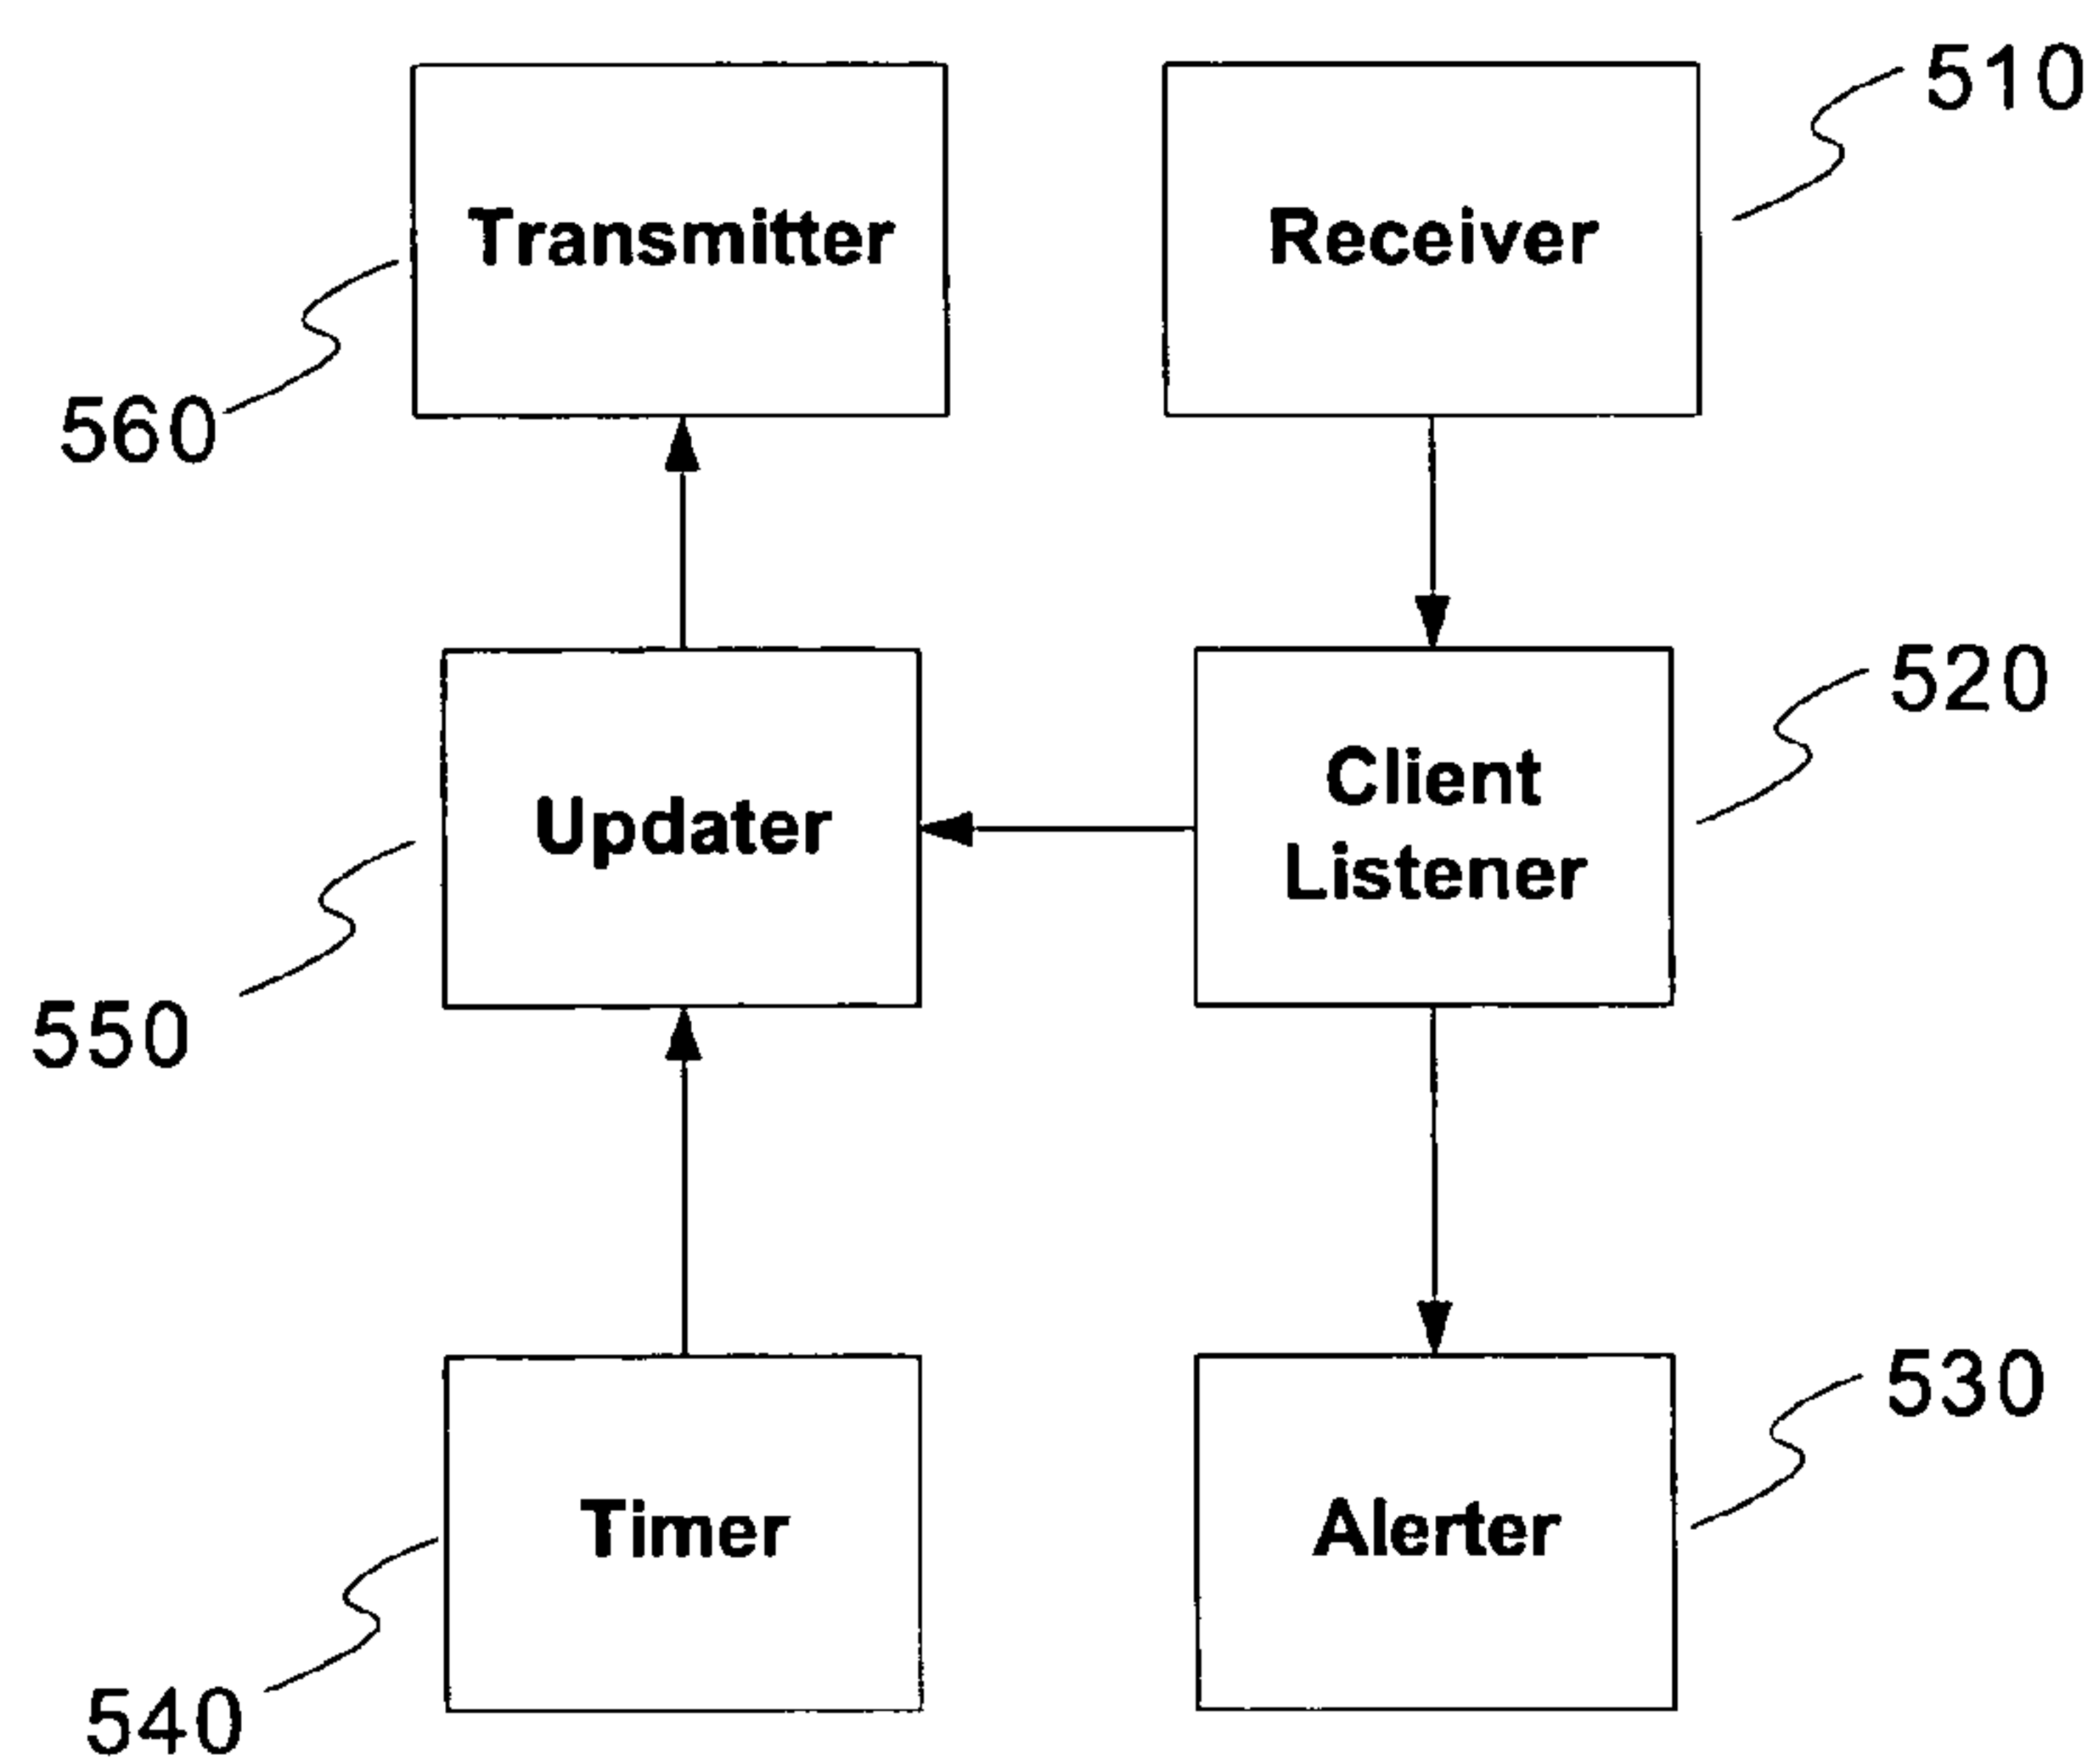 510
Transmitter
Receiver
560
520
Client
Updater
Listener
550
530
Timer
Alerter
540